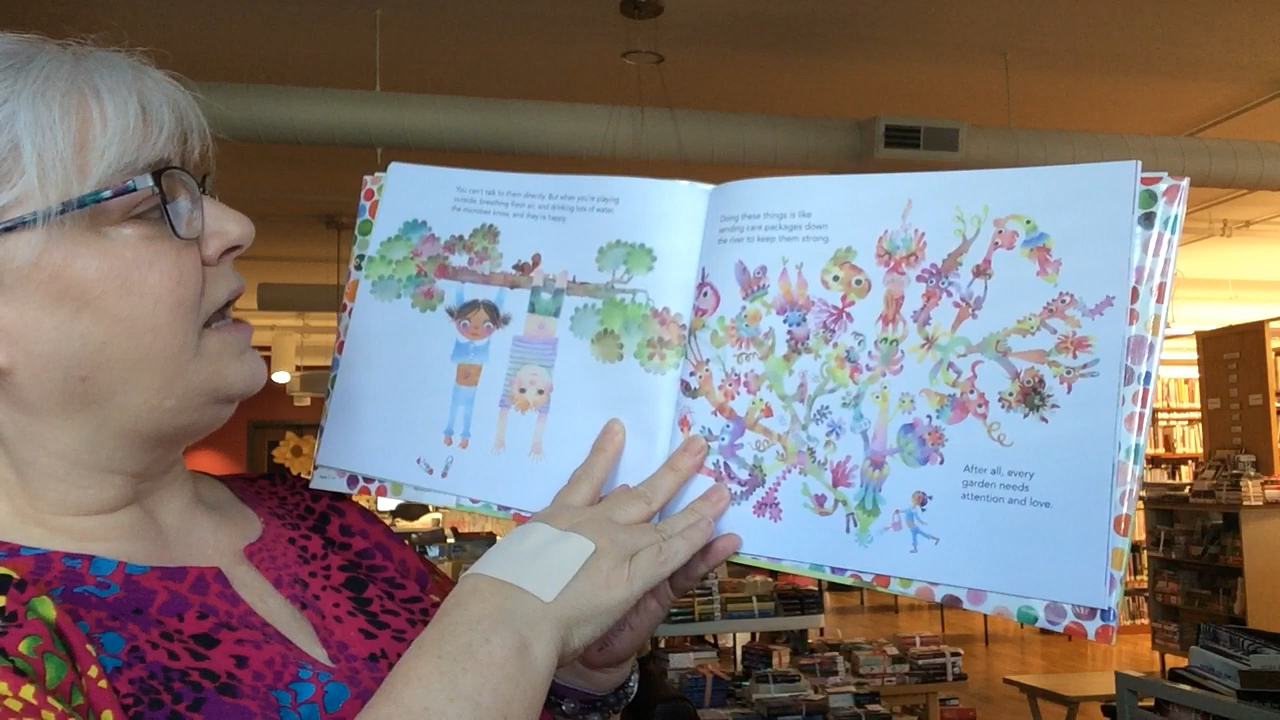 You can't talk to them directly. But when you're playing
outside, breathing fresh air, and drinking lots of water,
the microbes know, and they're happy.
Doing these things is like
sending care packages down
the river to keep them strong.
After all, every
garden needs
attention and love.